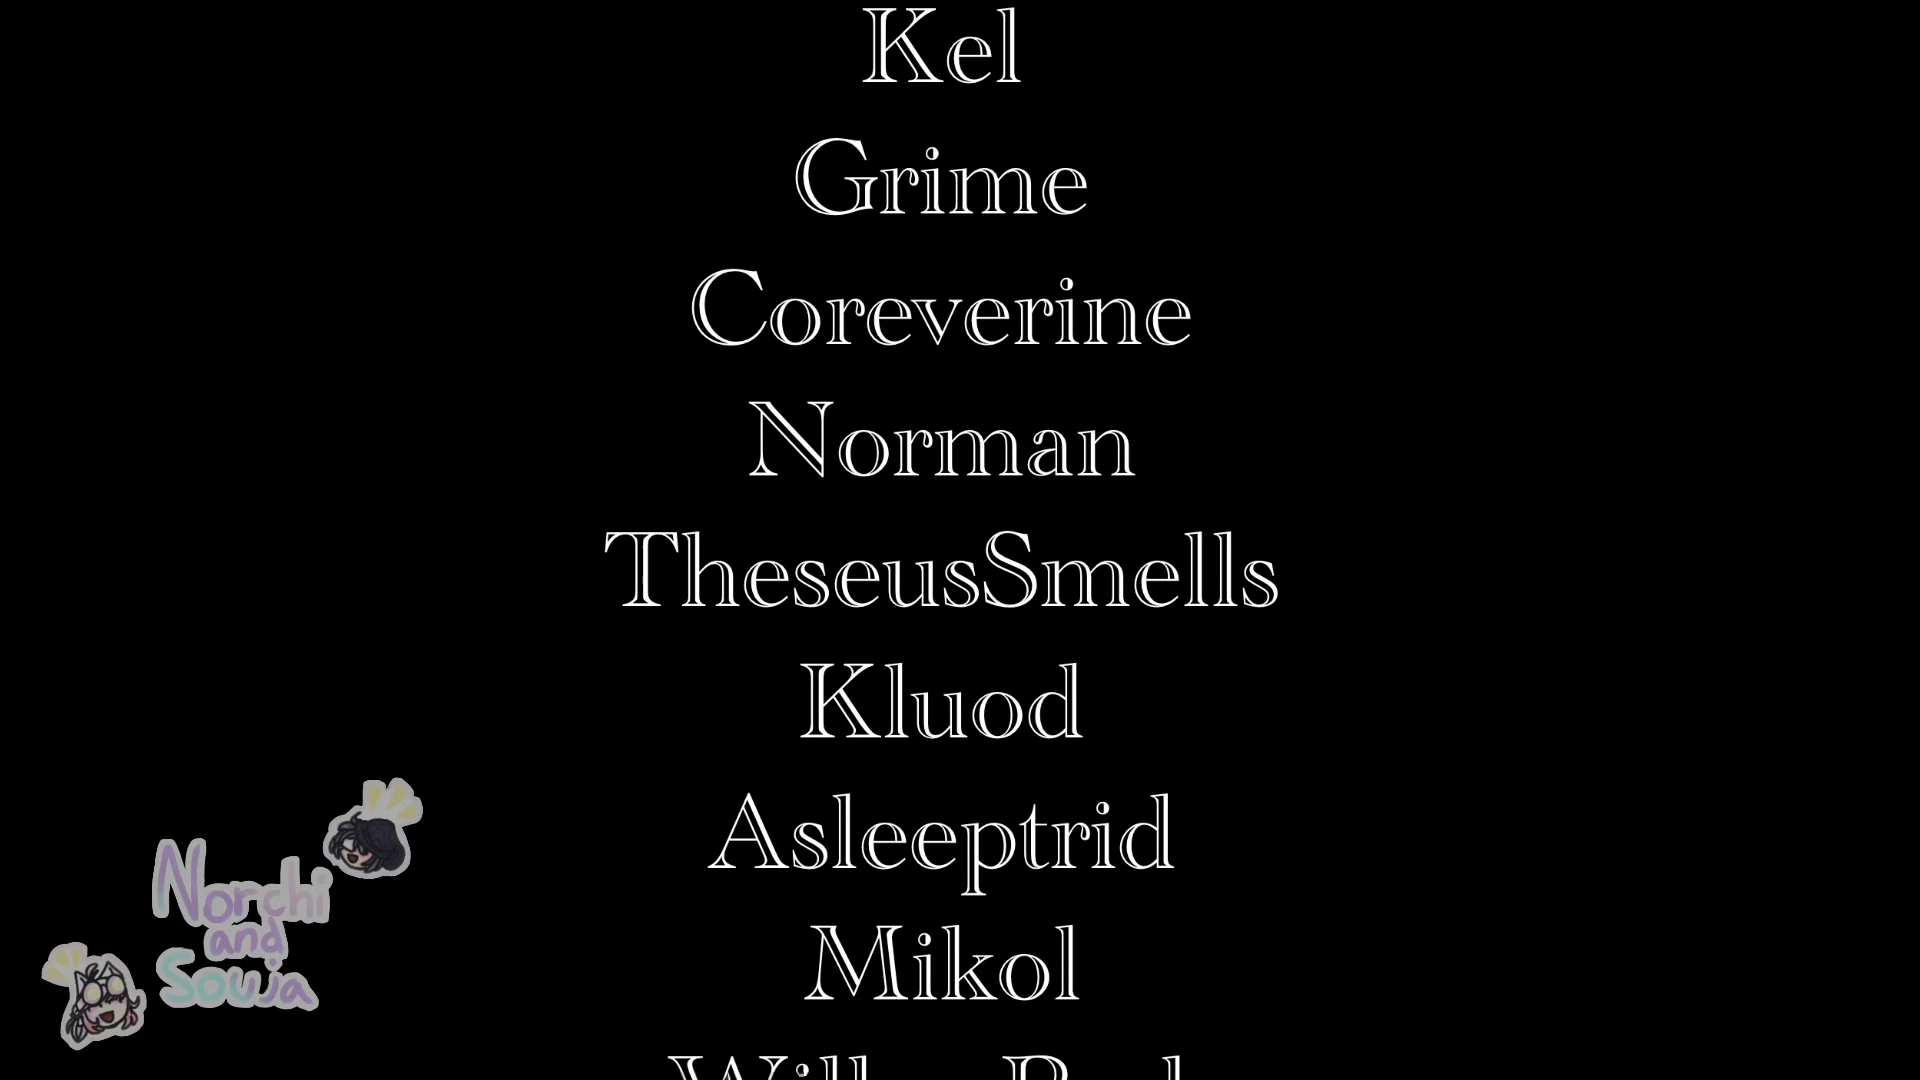 Kel
Grime
Coreverine
Norman
TheseusSmells
Kluod
Asleeptrid
Mikol
Norchi
and
Souja